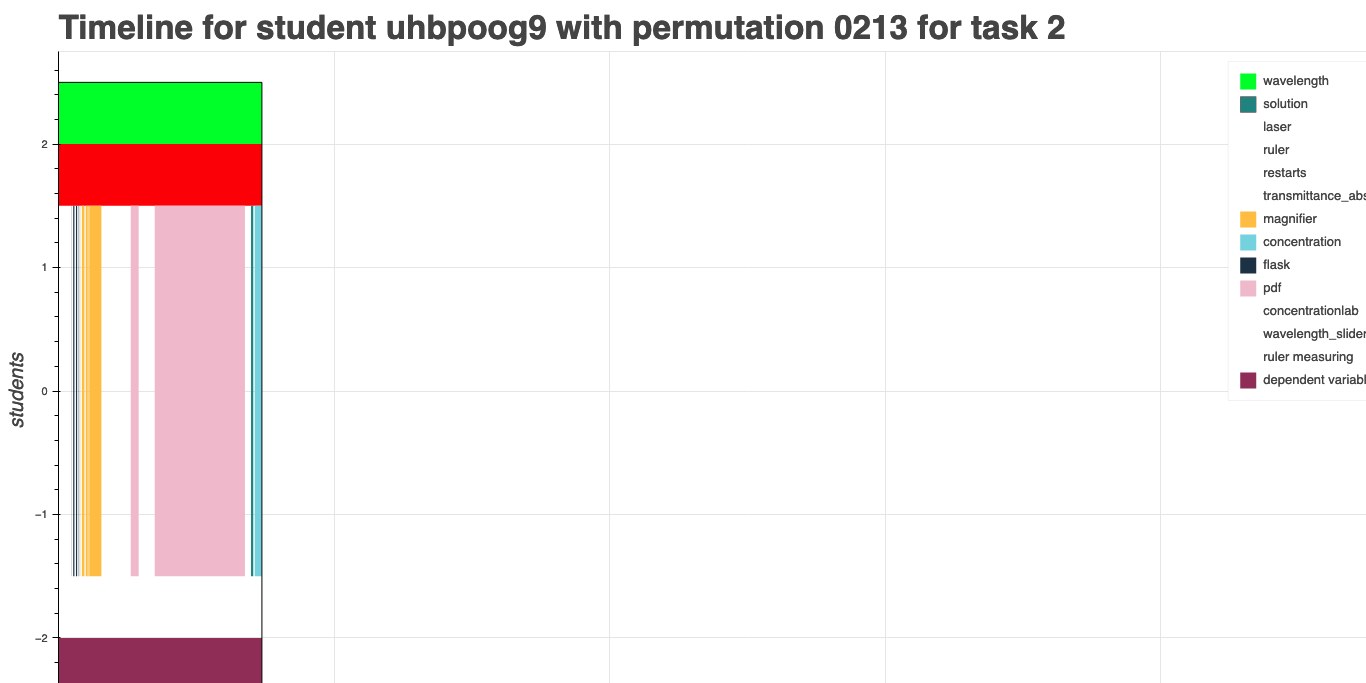 Timeline for student uhbpoog9 with permutation 0213 for task 2
wavelength
solution
laser
ruler
restarts
transmittance_abs
magnifier
concentration
flask
pdf
concentrationlab
wavelength_slider
ruler measuring
dependent variabl
students
2
1
0
−1
−2